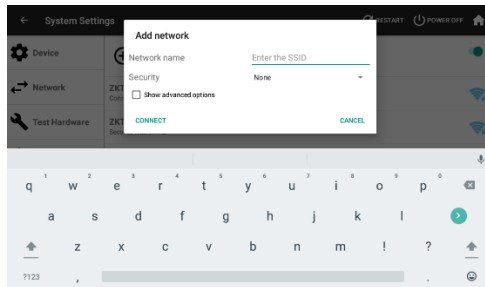 System Settings
RESTART
POWER OFF
Add network
Device
Network name
Enter the SSID
Security
None
Network
ZKT
Show advanced options
Test Hardware
ZKT
CONNECT
CANCEL
1 2 3 4 5 6 7 8 9 0
q w e r t y u i o p
a s d f g h j k l
z x c v b n m ! ?
?123 , .